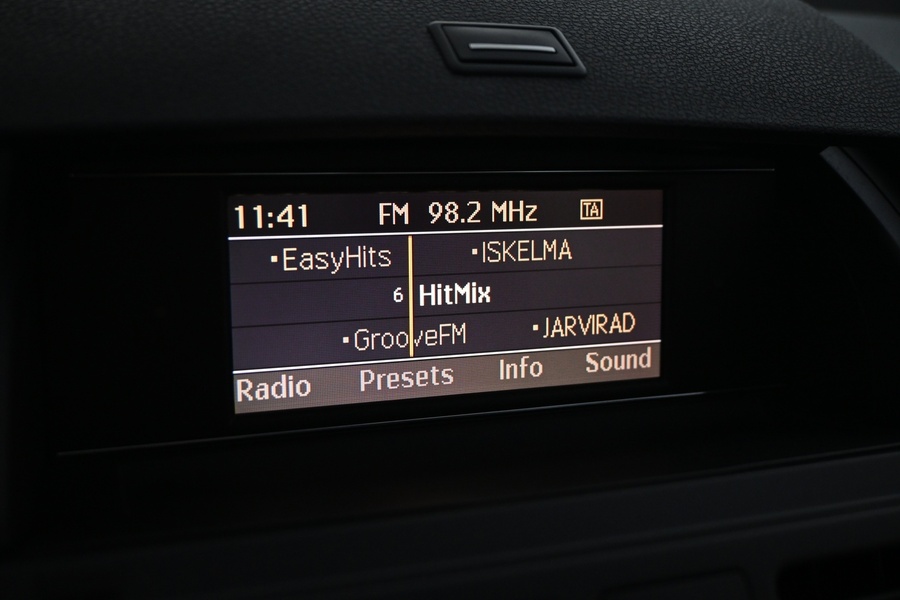 11:41 FM 98.2 MHz TA
▪EasyHits ▪ISKELMA
6 HitMix
▪GrooveFM ▪JARVIRAD
Radio Presets Info Sound